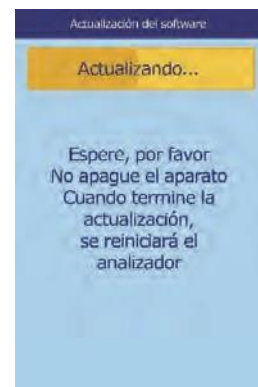 Actualización del software
Actualizando...
Espere, por favor
No apague el aparato
Cuando termine la
actualización,
se reiniciará el
analizador